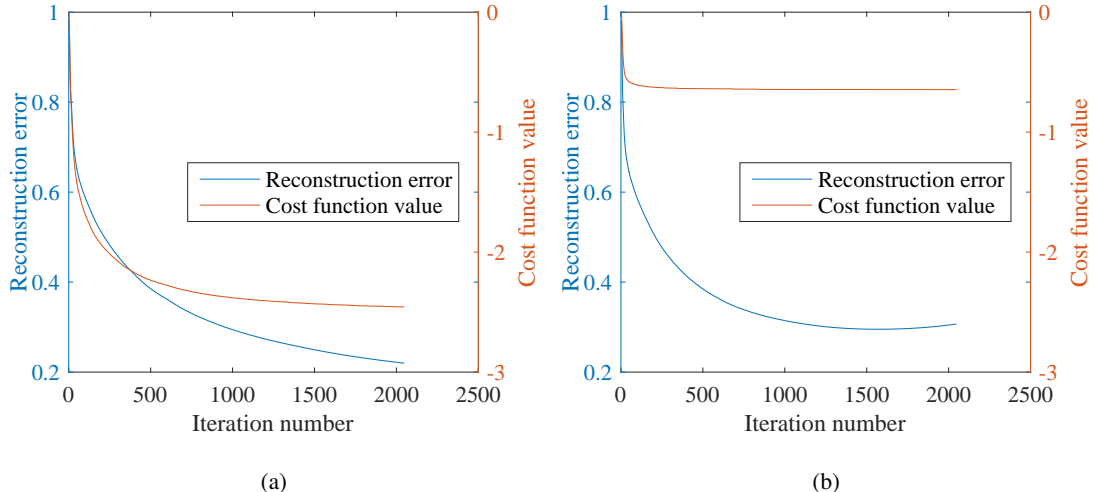 1
0.8
0.6
0.4
0.2
Reconstruction error
0
-1
-2
-3
Cost function value
Reconstruction error
Cost function value
0
500
1000
1500
2000
2500
Iteration number
(a)
1
0.8
0.6
0.4
0.2
Reconstruction error
0
-1
-2
-3
Cost function value
Reconstruction error
Cost function value
0
500
1000
1500
2000
2500
Iteration number
(b)